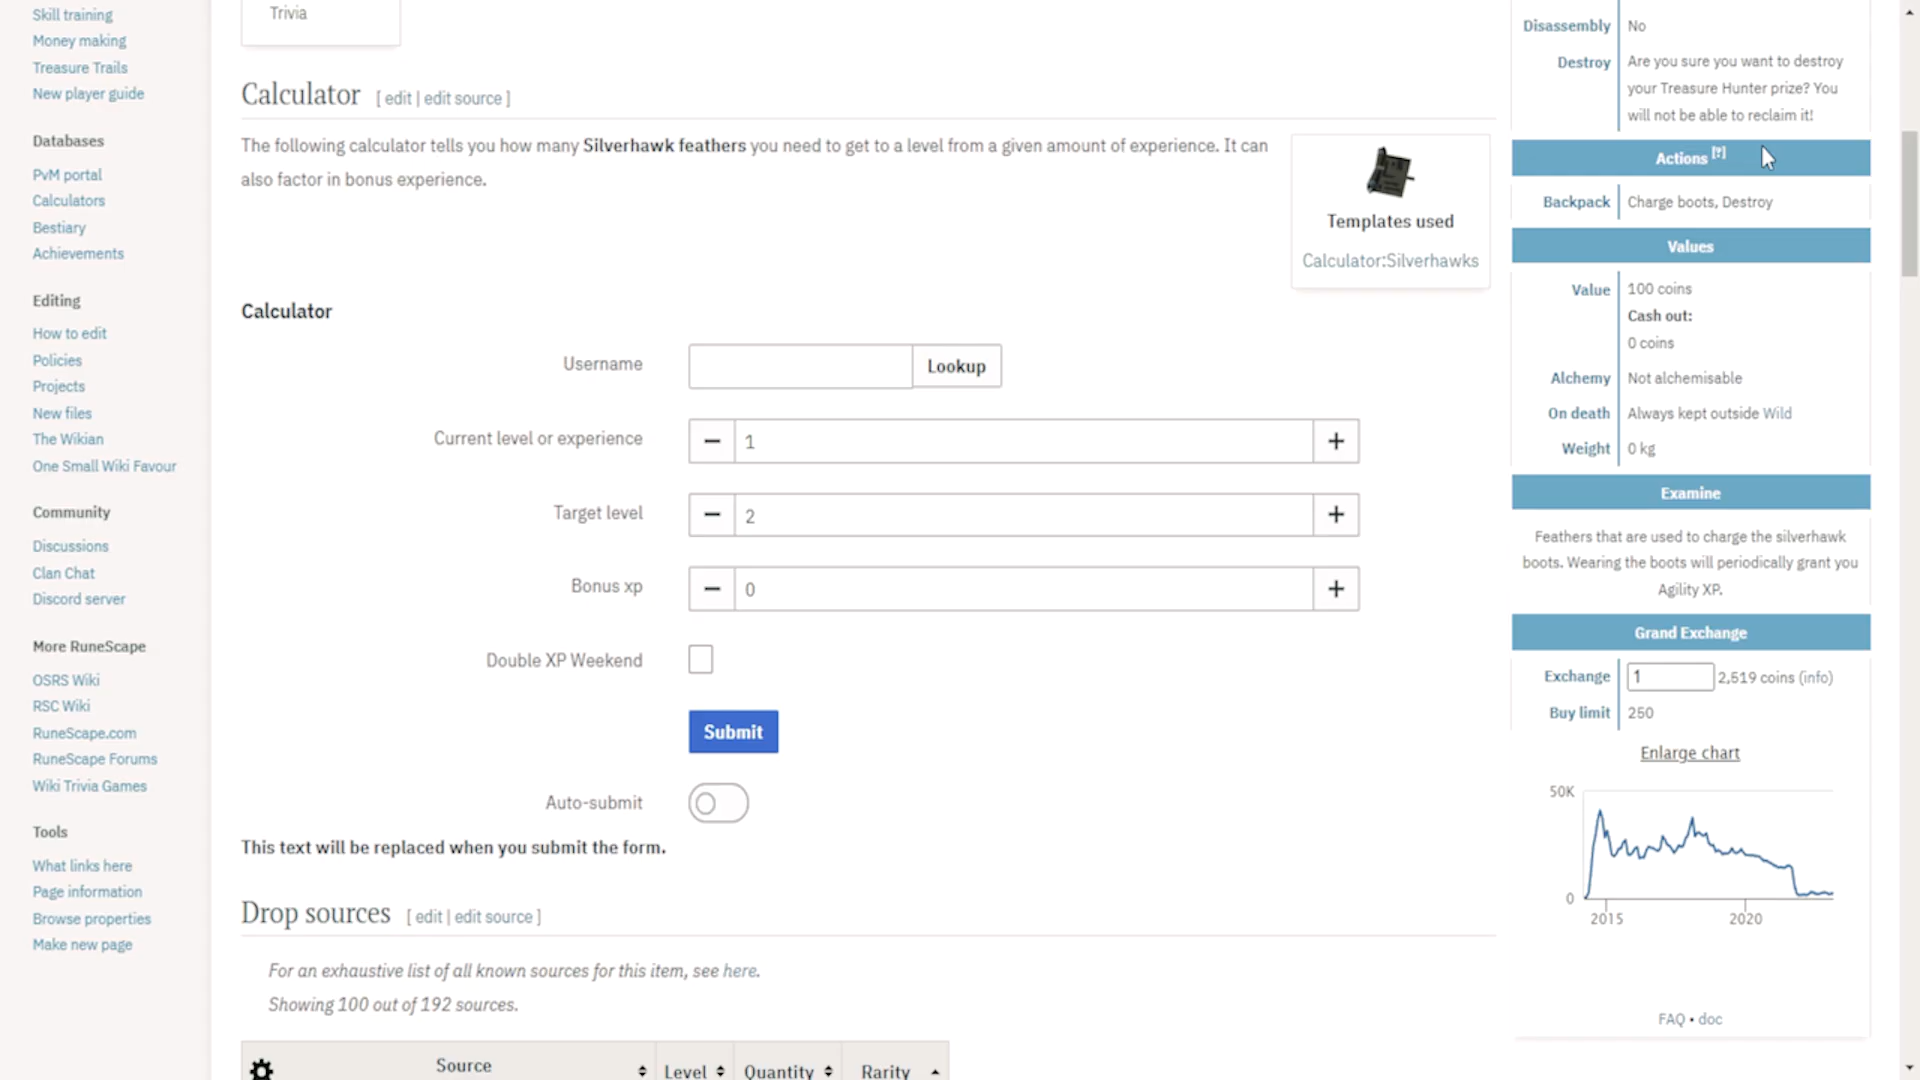 Skill training
Money making
Treasure Trails
New player guide
Databases
PvM portal
Calculators
Bestiary
Achievements
Editing
How to edit
Policies
Projects
New files
The Wikian
One Small Wiki Favour
Community
Discussions
Clan Chat
Discord server
More RuneScape
OSRS Wiki
RSC Wiki
RuneScape.com
RuneScape Forums
Wiki Trivia Games
Tools
What links here
Page information
Browse properties
Make new page
Trivia
Calculator [ edit | edit source ]
The following calculator tells you how many Silverhawk feathers you need to get to a level from a given amount of experience. It can
also factor in bonus experience.
Templates used
Calculator:Silverhawks
Calculator
Username Lookup
Current level or experience − 1 +
Target level − 2 +
Bonus xp − 0 +
Double XP Weekend
Submit
Auto-submit
This text will be replaced when you submit the form.
Drop sources [ edit | edit source ]
For an exhaustive list of all known sources for this item, see here.
Showing 100 out of 192 sources.
Source Level Quantity Rarity
Disassembly No
Destroy Are you sure you want to destroy
your Treasure Hunter prize? You
will not be able to reclaim it!
Actions [?]
Backpack Charge boots, Destroy
Values
Value 100 coins
Cash out:
0 coins
Alchemy Not alchemisable
On death Always kept outside Wild
Weight 0 kg
Examine
Feathers that are used to charge the silverhawk
boots. Wearing the boots will periodically grant you
Agility XP.
Grand Exchange
Exchange 1 2,519 coins (info)
Buy limit 250
Enlarge chart
50K
0
2015 2020
FAQ • doc